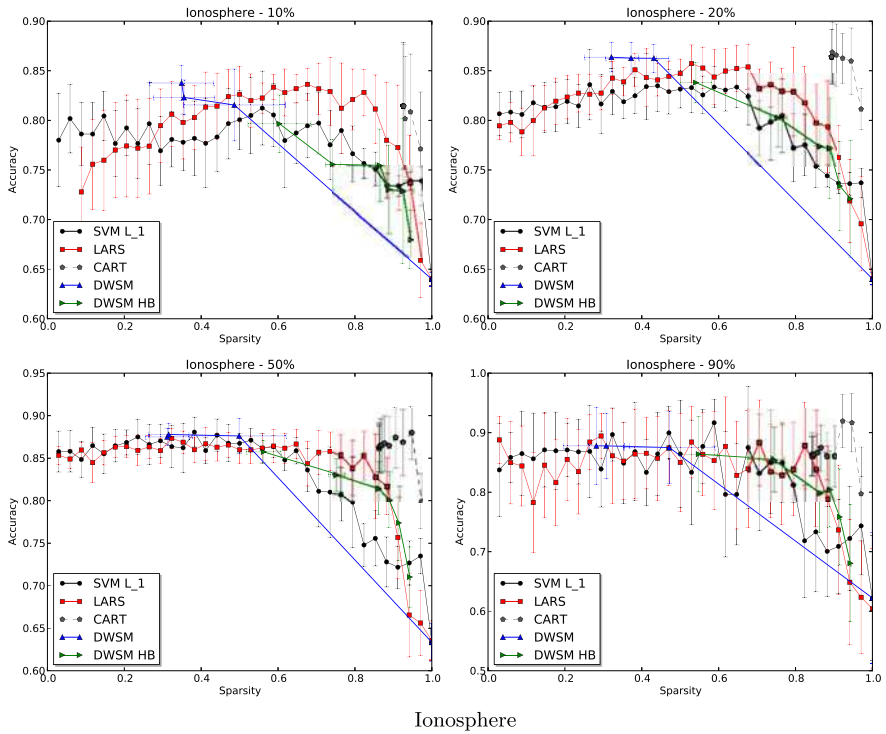 Ionosphere - 10%
Accuracy
0.90
0.85
0.80
0.75
0.70
0.65
0.60
SVM L_1
LARS
CART
DWSM
DWSM HB
0.0 0.2 0.4 0.6 0.8 1.0
Sparsity
Ionosphere - 20%
Accuracy
0.90
0.85
0.80
0.75
0.70
0.65
0.60
SVM L_1
LARS
CART
DWSM
DWSM HB
0.0 0.2 0.4 0.6 0.8 1.0
Sparsity
Ionosphere - 50%
Accuracy
0.95
0.90
0.85
0.80
0.75
0.70
0.65
0.60
SVM L_1
LARS
CART
DWSM
DWSM HB
0.0 0.2 0.4 0.6 0.8 1.0
Sparsity
Ionosphere - 90%
Accuracy
1.0
0.9
0.8
0.7
0.6
0.5
SVM L_1
LARS
CART
DWSM
DWSM HB
0.0 0.2 0.4 0.6 0.8 1.0
Sparsity
Ionosphere